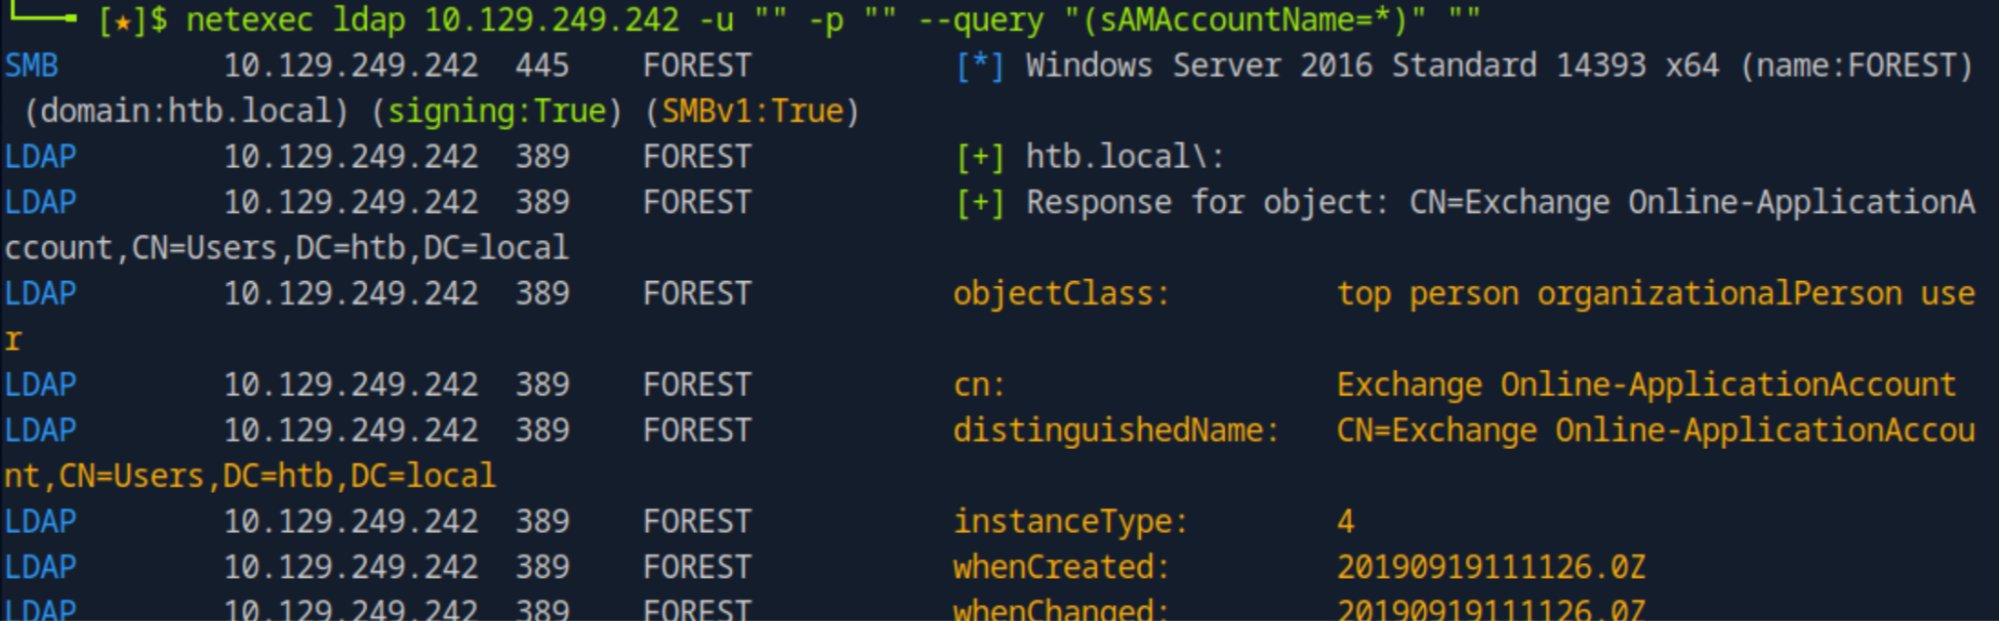 [★]$ netexec ldap 10.129.249.242 -u "" -p "" --query "(sAMAccountName=*)" ""
SMB 10.129.249.242 445 FOREST [*] Windows Server 2016 Standard 14393 x64 (name:FOREST)
(domain:htb.local) (signing:True) (SMBv1:True)
LDAP 10.129.249.242 389 FOREST [+] htb.local\:
LDAP 10.129.249.242 389 FOREST [+] Response for object: CN=Exchange Online-ApplicationA
ccount,CN=Users,DC=htb,DC=local
LDAP 10.129.249.242 389 FOREST objectClass: top person organizationalPerson use
r
LDAP 10.129.249.242 389 FOREST cn: Exchange Online-ApplicationAccount
LDAP 10.129.249.242 389 FOREST distinguishedName: CN=Exchange Online-ApplicationAccou
nt,CN=Users,DC=htb,DC=local
LDAP 10.129.249.242 389 FOREST instanceType: 4
LDAP 10.129.249.242 389 FOREST whenCreated: 20190919111126.0Z
LDAP 10.129.249.242 389 FOREST whenChanged: 20190919111126.0Z